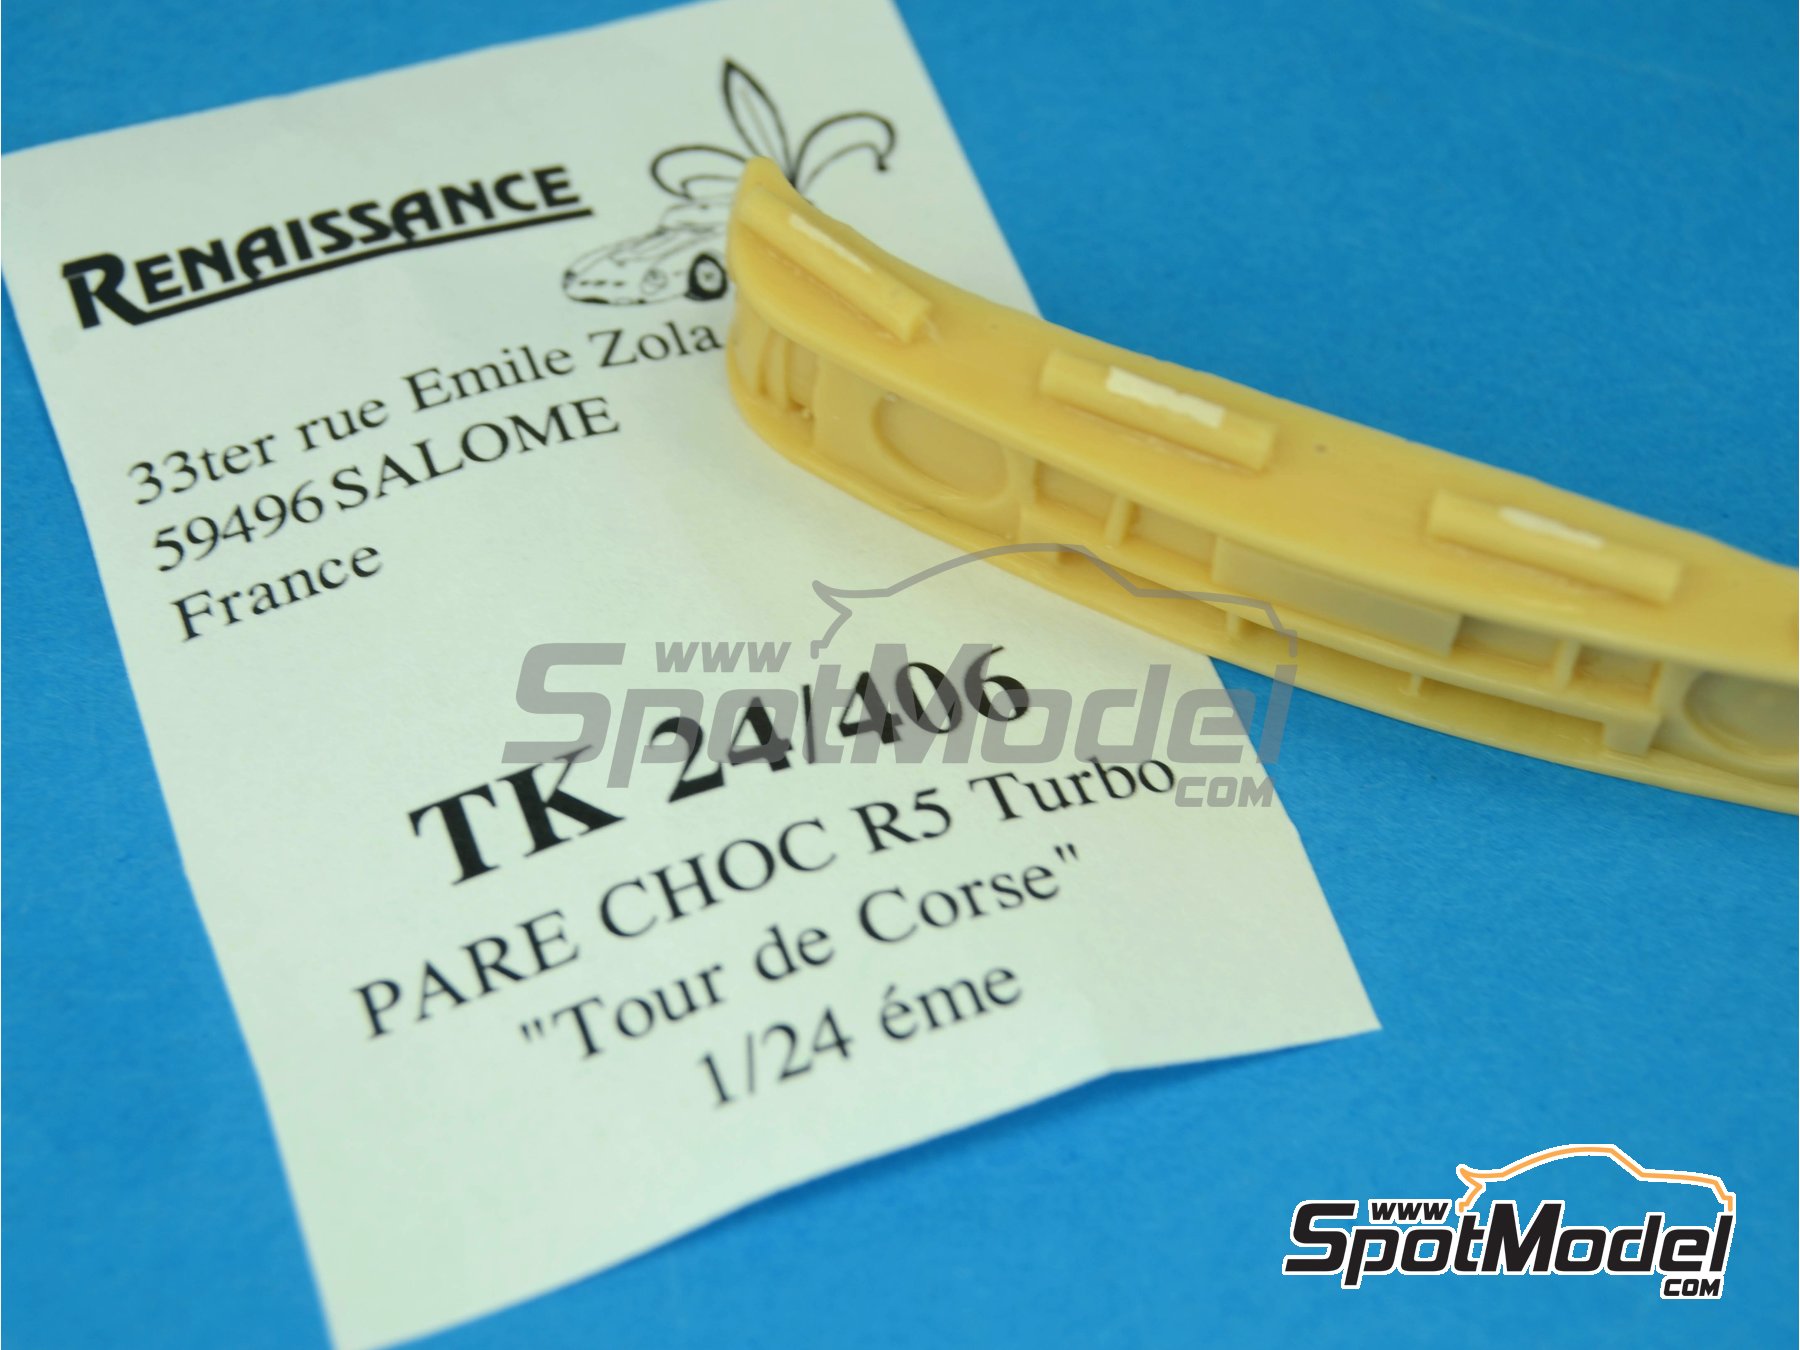 RENAISSANCE
33ter rue Emile Zola
59496 SALOME
France
TK 24/406
PARE CHOC R5 Turbo
"Tour de Corse"
1/24 éme
www
SpotModel
.COM
www
SpotModel
.COM